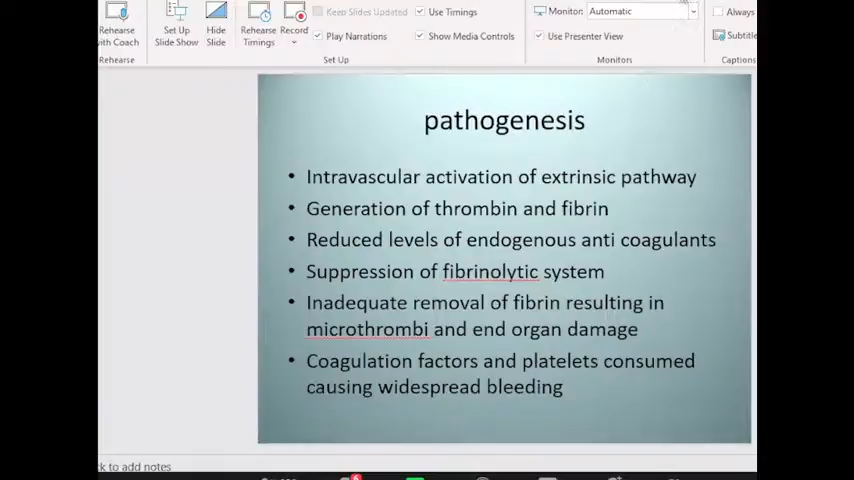 Rehearse
with Coach
Set Up
Slide Show
Hide
Slide
Rehearse
Timings
Record
Keep Slides Updated
Play Narrations
Use Timings
Show Media Controls
Monitor: Automatic
Use Presenter View
Always
Subtitle
Rehearse
Set Up
Monitors
Captions
pathogenesis
• Intravascular activation of extrinsic pathway
• Generation of thrombin and fibrin
• Reduced levels of endogenous anti coagulants
• Suppression of fibrinolytic system
• Inadequate removal of fibrin resulting in
microthrombi and end organ damage
• Coagulation factors and platelets consumed
causing widespread bleeding
ck to add notes
6